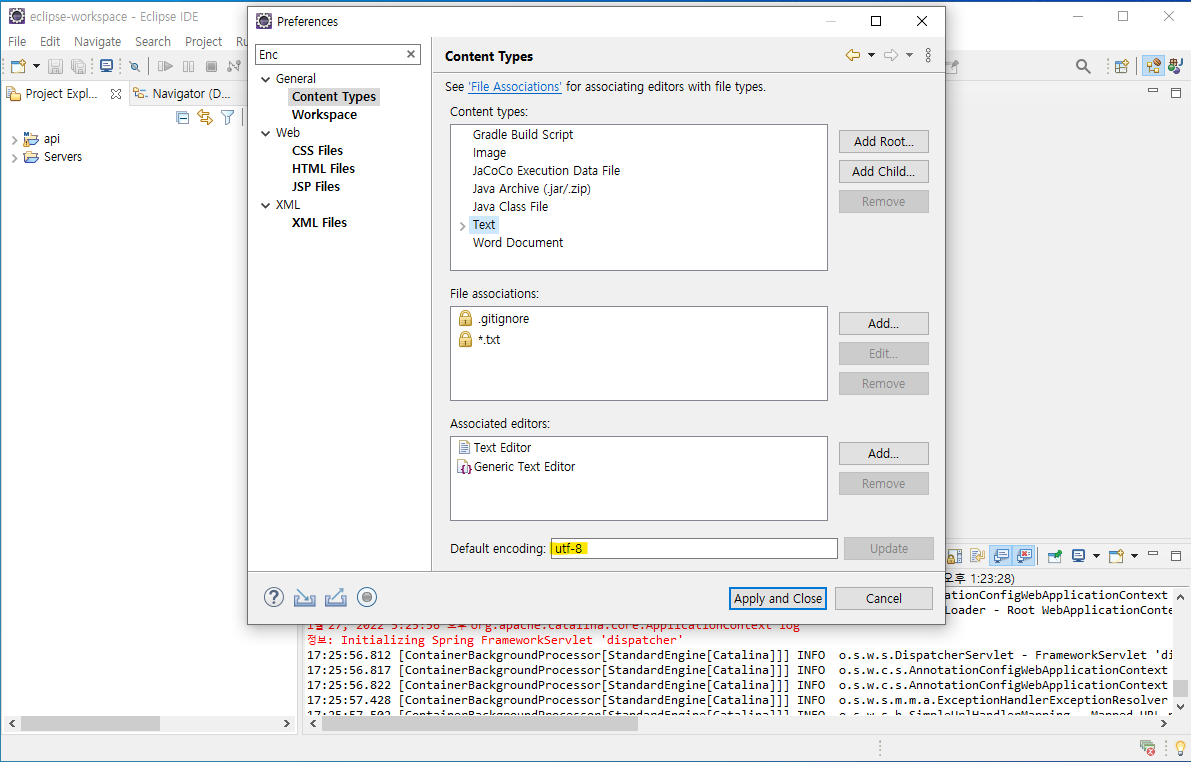 eclipse-workspace - Eclipse IDE
File Edit Navigate Search Project Ru
Project Expl...
Navigator (D...
api
Servers
Preferences
Enc
General
Content Types
Workspace
Web
CSS Files
HTML Files
JSP Files
XML
XML Files
Content Types
See 'File Associations' for associating editors with file types.
Content types:
Gradle Build Script
Image
JaCoCo Execution Data File
Java Archive (.jar/.zip)
Java Class File
Text
Word Document
Add Root...
Add Child...
Remove
File associations:
.gitignore
*.txt
Add...
Edit...
Remove
Associated editors:
Text Editor
Generic Text Editor
Add...
Remove
Default encoding: utf-8
Update
Apply and Close
Cancel
오후 1:23:28)
ationConfigWebApplicationContext
Loader - Root WebApplicationConte
1월 27, 2022 5:25:56 오후 org.apache.catalina.core.ApplicationContext log
정보: Initializing Spring FrameworkServlet 'dispatcher'
17:25:56.812 [ContainerBackgroundProcessor[StandardEngine[Catalina]]] INFO o.s.w.s.DispatcherServlet - FrameworkServlet 'di
17:25:56.817 [ContainerBackgroundProcessor[StandardEngine[Catalina]]] INFO o.s.w.c.s.AnnotationConfigWebApplicationContext
17:25:56.822 [ContainerBackgroundProcessor[StandardEngine[Catalina]]] INFO o.s.w.c.s.AnnotationConfigWebApplicationContext
17:25:57.428 [ContainerBackgroundProcessor[StandardEngine[Catalina]]] INFO o.s.w.s.m.m.a.ExceptionHandlerExceptionResolver
17:25:57.502 [ContainerBackgroundProcessor[StandardEngine[Catalina]]] INFO o.s.w.s.h.SimpleUrlHandlerMapping - Mapped URL